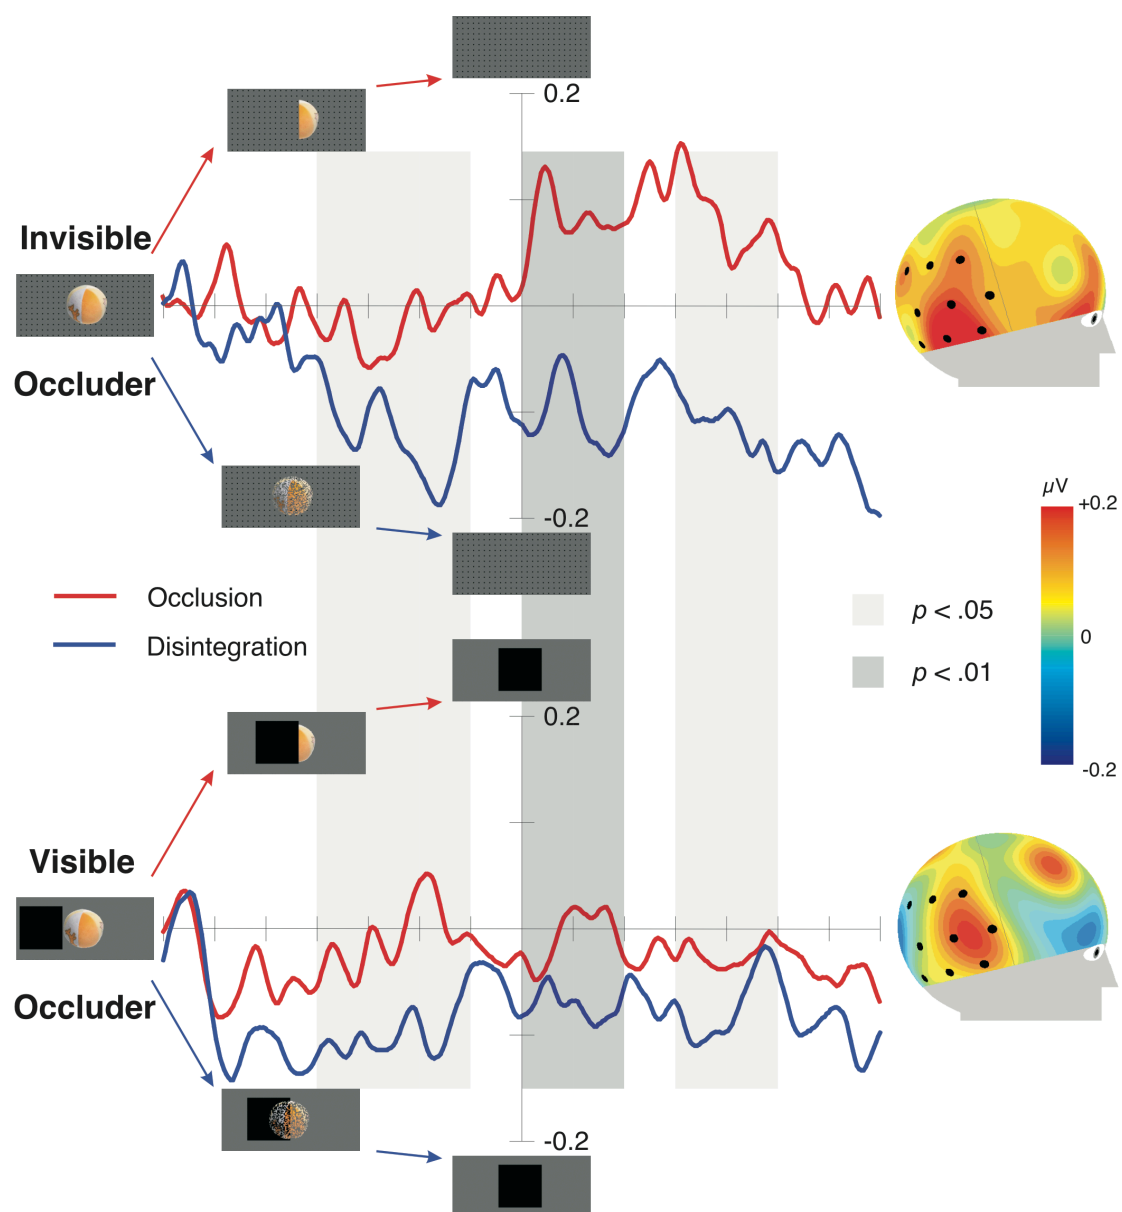 0.2
Invisible
Occluder
-0.2
μV
+0.2
0
-0.2
Occlusion
Disintegration
p < .05
p < .01
0.2
Visible
Occluder
-0.2